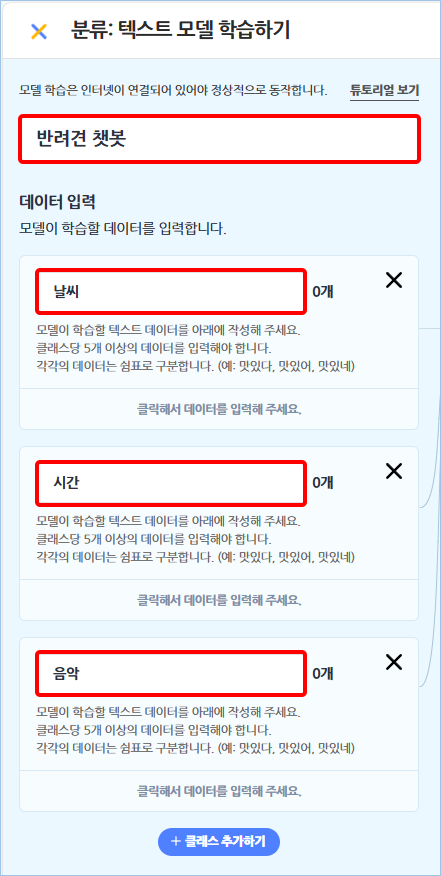 분류: 텍스트 모델 학습하기
모델 학습은 인터넷이 연결되어 있어야 정상적으로 동작합니다. 튜토리얼 보기
반려견 챗봇
데이터 입력
모델이 학습할 데이터를 입력합니다.
날씨 0개
모델이 학습할 텍스트 데이터를 아래에 작성해 주세요.
클래스당 5개 이상의 데이터를 입력해야 합니다.
각각의 데이터는 쉼표로 구분합니다. (예: 맛있다, 맛있어, 맛있네)
클릭해서 데이터를 입력해 주세요.
시간 0개
모델이 학습할 텍스트 데이터를 아래에 작성해 주세요.
클래스당 5개 이상의 데이터를 입력해야 합니다.
각각의 데이터는 쉼표로 구분합니다. (예: 맛있다, 맛있어, 맛있네)
클릭해서 데이터를 입력해 주세요.
음악 0개
모델이 학습할 텍스트 데이터를 아래에 작성해 주세요.
클래스당 5개 이상의 데이터를 입력해야 합니다.
각각의 데이터는 쉼표로 구분합니다. (예: 맛있다, 맛있어, 맛있네)
클릭해서 데이터를 입력해 주세요.
+ 클래스 추가하기